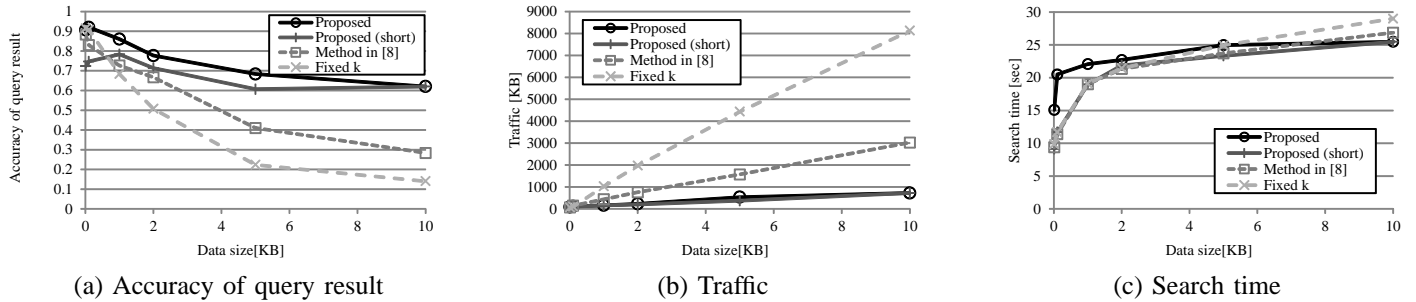 Accuracy of query result
1
0.9
0.8
0.7
0.6
0.5
0.4
0.3
0.2
0.1
0
0 2 4 6 8 10
Data size[KB]
Proposed
Proposed (short)
Method in [8]
Fixed k
(a) Accuracy of query result
Traffic [KB]
9000
8000
7000
6000
5000
4000
3000
2000
1000
0
0 2 4 6 8 10
Data size[KB]
Proposed
Proposed (short)
Method in [8]
Fixed k
(b) Traffic
Search time [sec]
30
25
20
15
10
5
0
0 2 4 6 8 10
Data size[KB]
Proposed
Proposed (short)
Method in [8]
Fixed k
(c) Search time